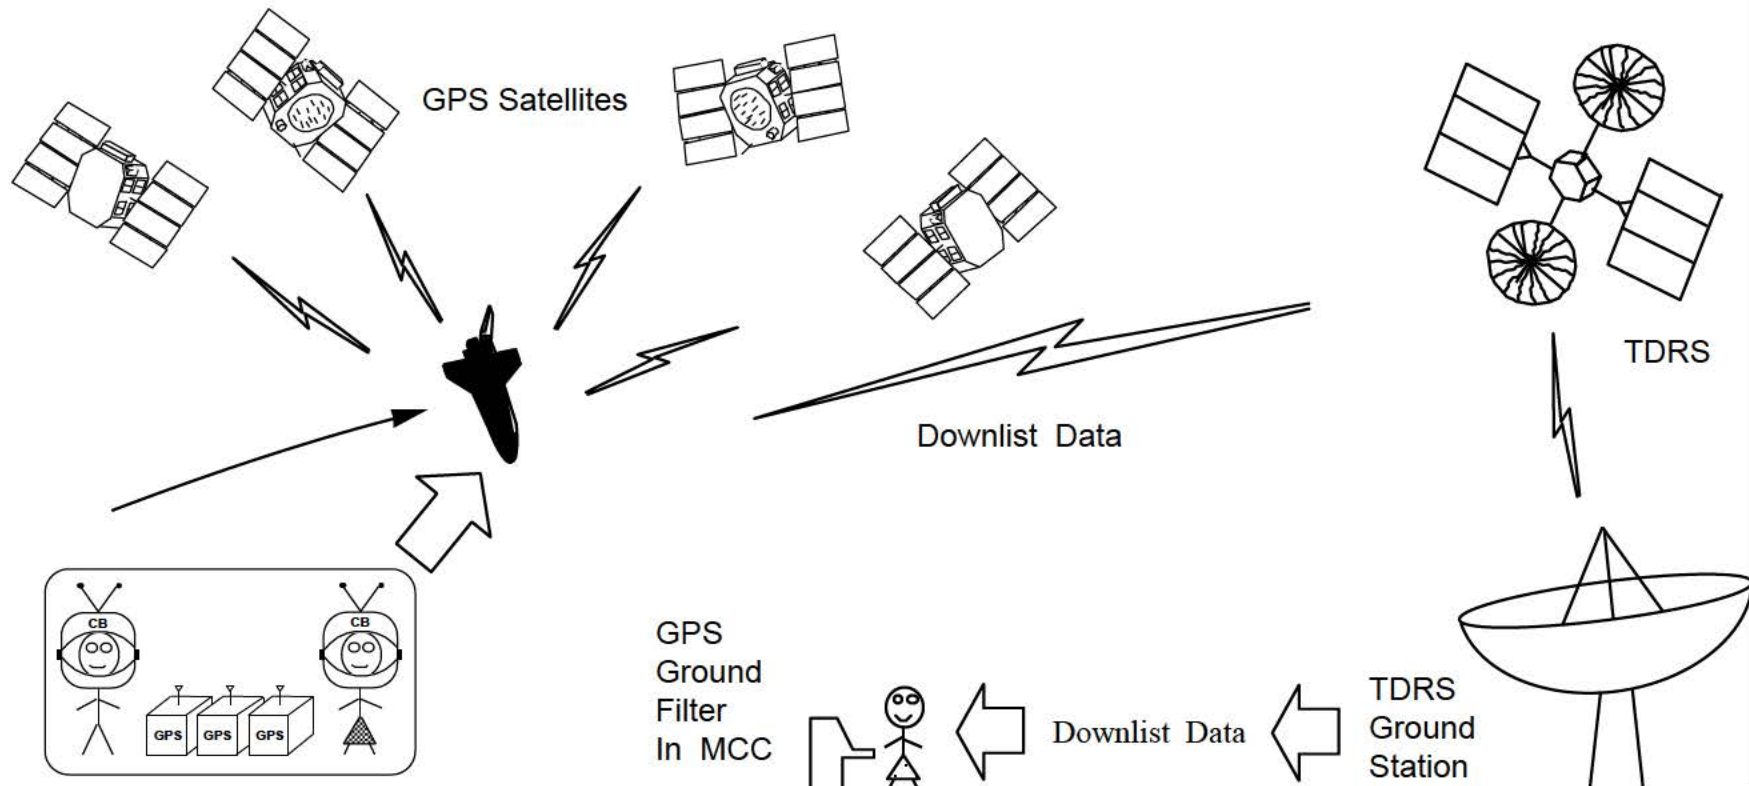 GPS Satellites
TDRS
Downlist Data
CB
CB
GPS
GPS
GPS
GPS
Ground
Filter
In MCC
Downlist Data
TDRS
Ground
Station